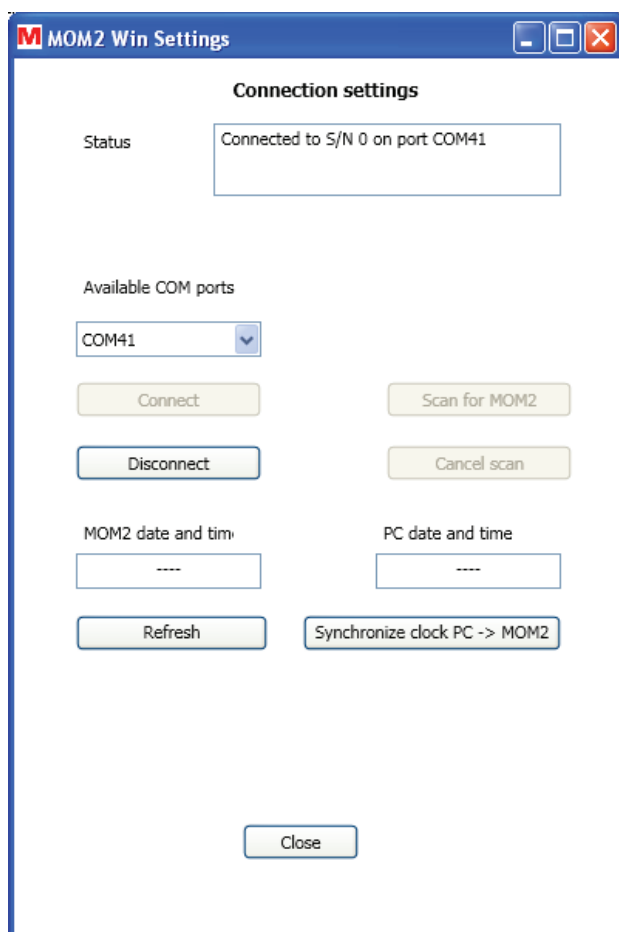 M MOM2 Win Settings
Connection settings
Status
Connected to S/N 0 on port COM41
Available COM ports
COM41
Connect
Scan for MOM2
Disconnect
Cancel scan
MOM2 date and tim
PC date and time
----
----
Refresh
Synchronize clock PC -> MOM2
Close